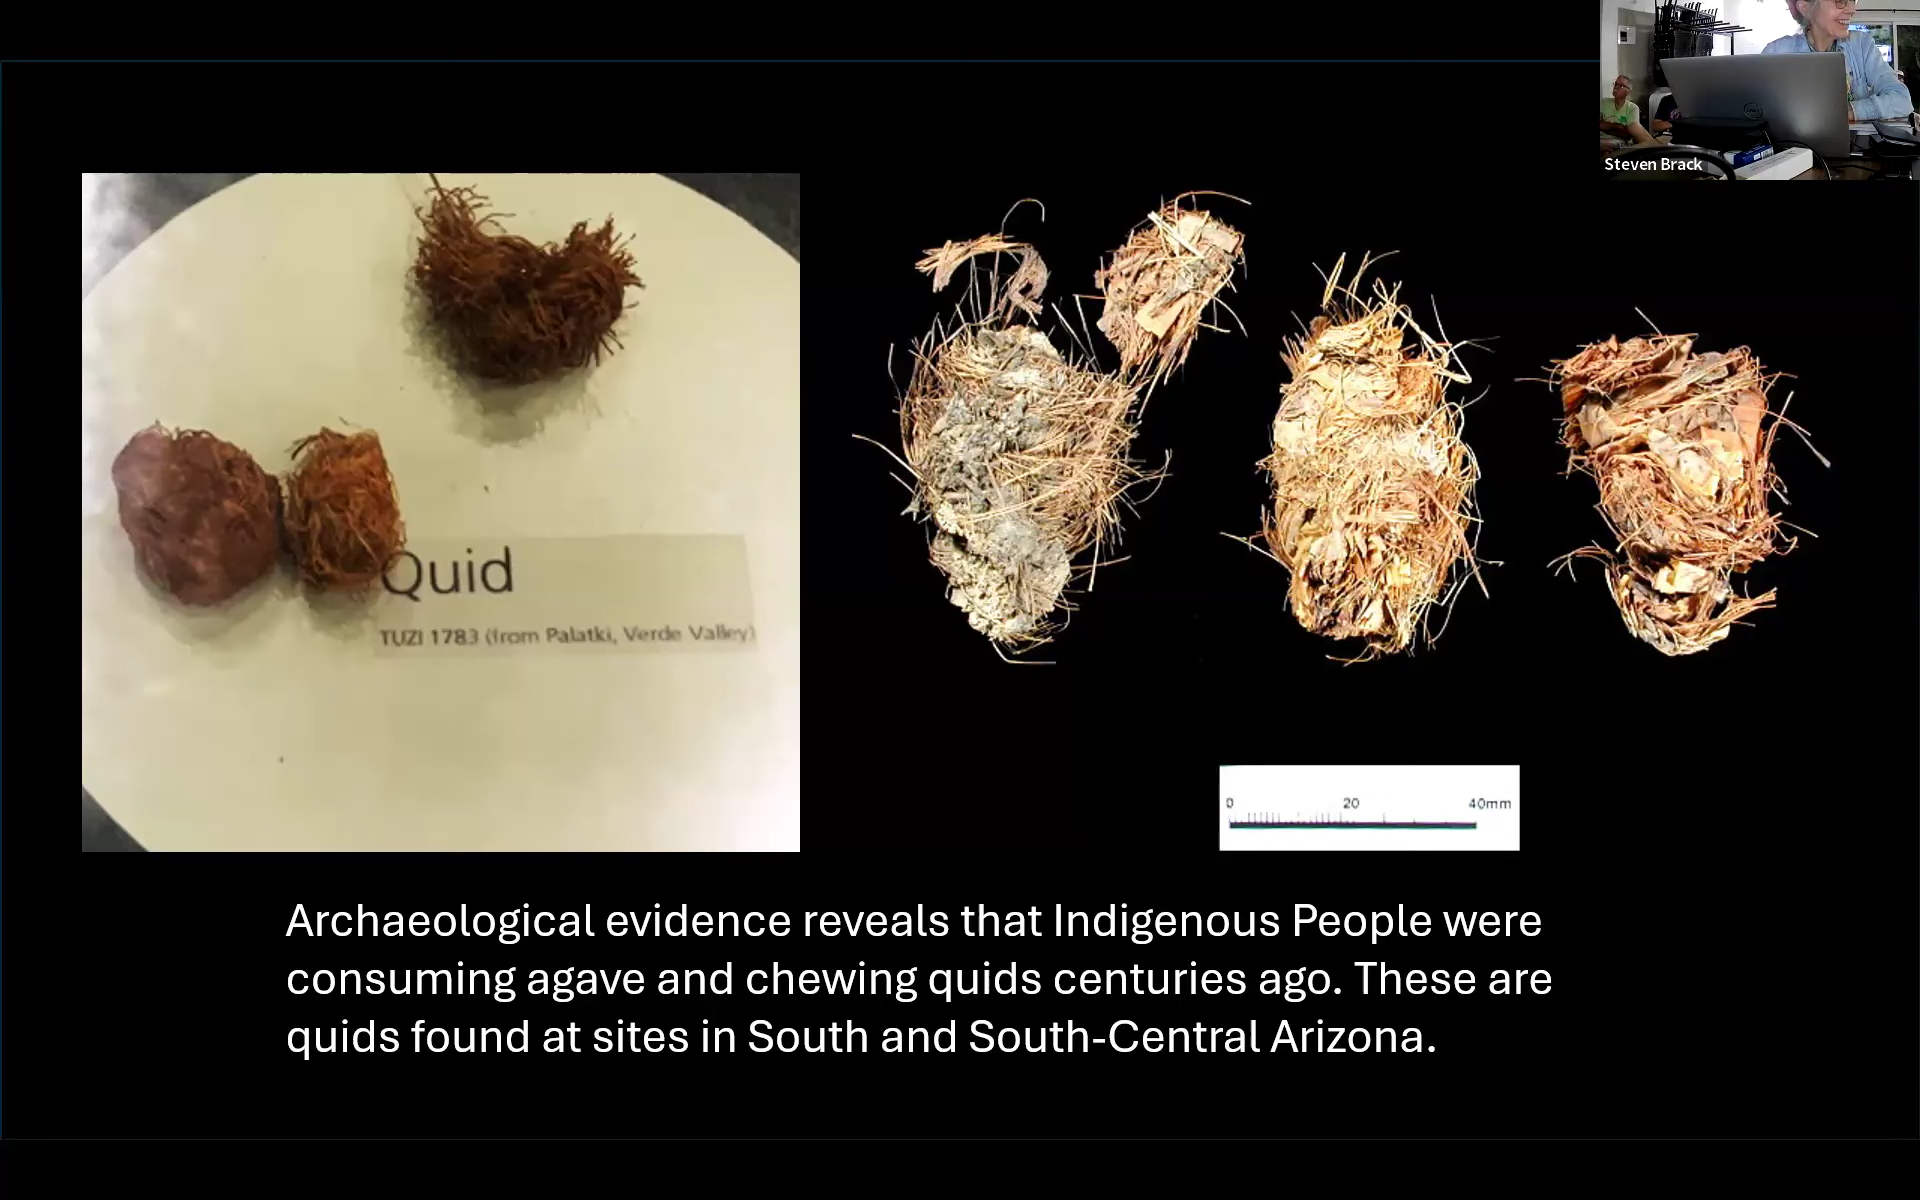 Steven Brack
Quid
TUZI 1783 (from Palatki, Verde Valley)
0 20 40mm
Archaeological evidence reveals that Indigenous People were
consuming agave and chewing quids centuries ago. These are
quids found at sites in South and South-Central Arizona.